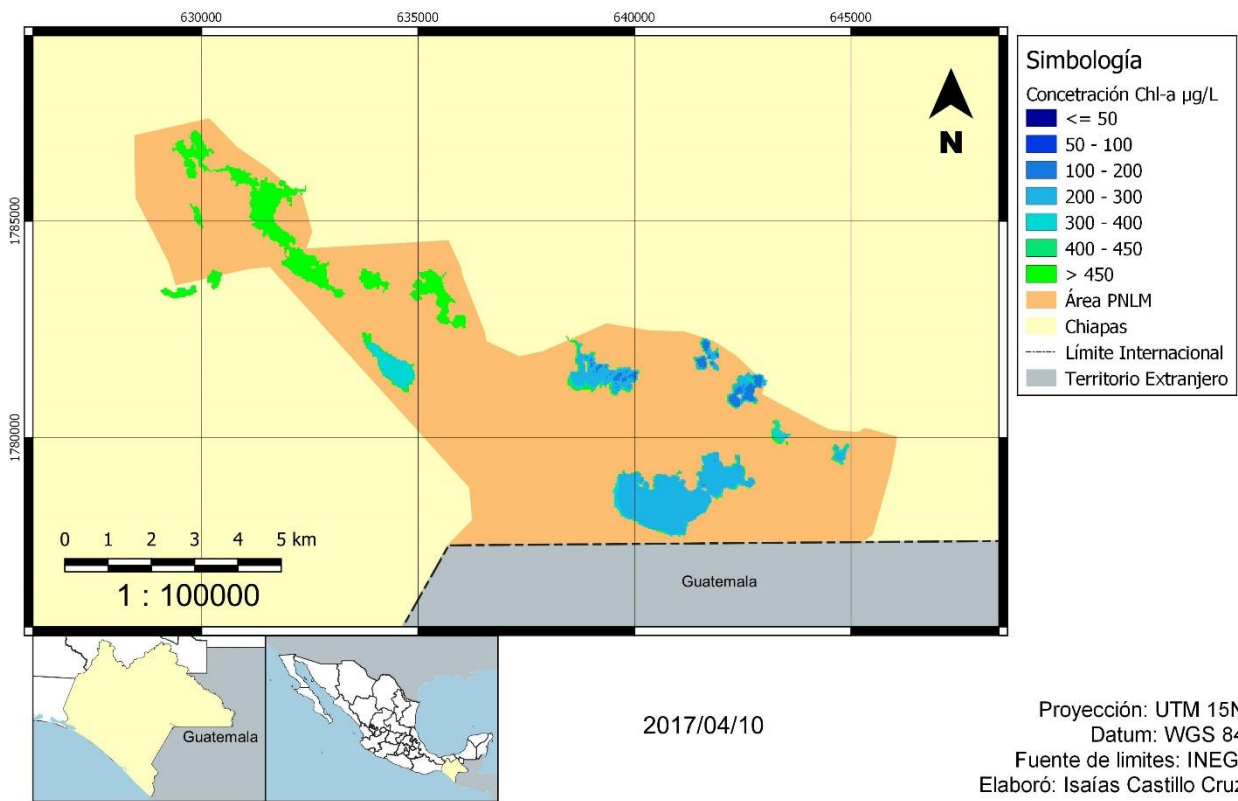 630000 635000 640000 645000
1785000
1780000
N
0 1 2 3 4 5 km
1 : 100000
Guatemala
Simbología
Concetración Chl-a µg/L
<= 50
50 - 100
100 - 200
200 - 300
300 - 400
400 - 450
> 450
Área PNLM
Chiapas
Límite Internacional
Territorio Extranjero
Guatemala
2017/04/10
Proyección: UTM 15N
Datum: WGS 84
Fuente de limites: INEG
Elaboró: Isaías Castillo Cruz